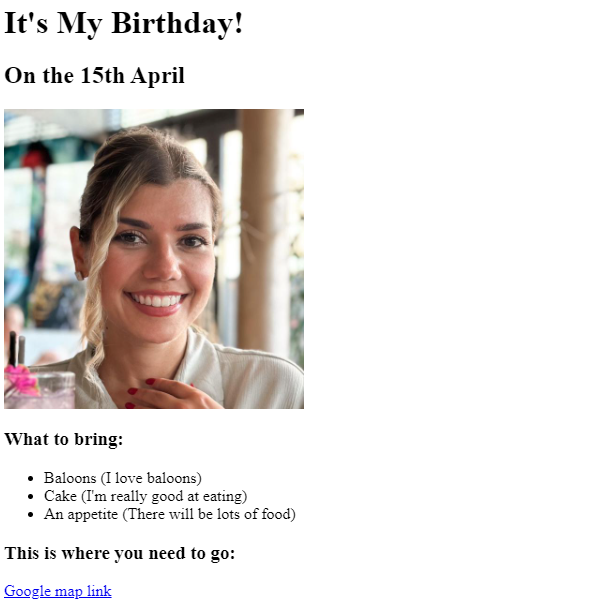 It's My Birthday!
On the 15th April
What to bring:
Baloons (I love baloons)
Cake (I'm really good at eating)
An appetite (There will be lots of food)
This is where you need to go:
Google map link